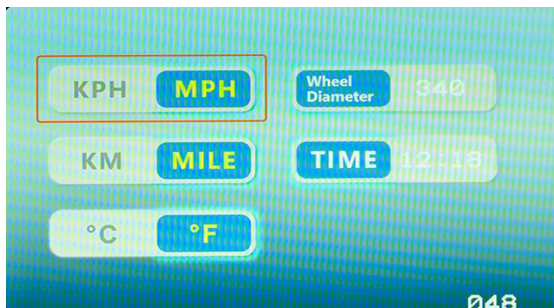 KPH MPH
Wheel
Diameter
340
KM MILE
TIME 12:18
°C °F
048